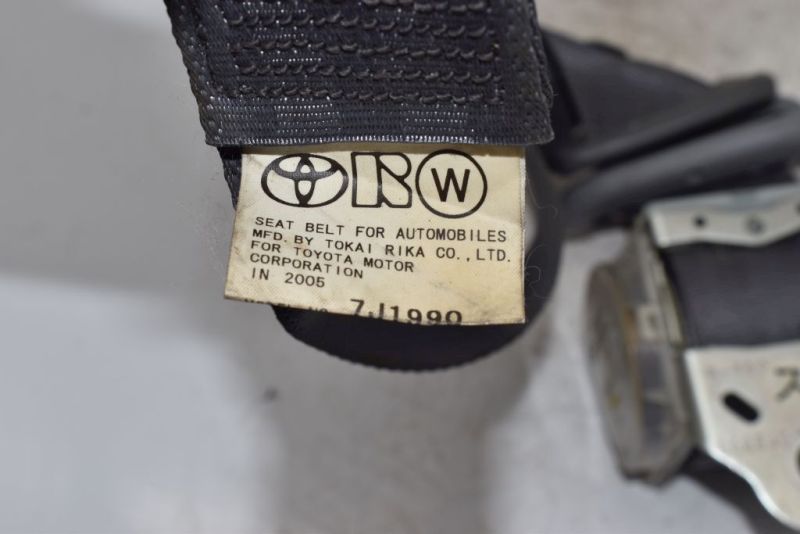 W
SEAT BELT FOR AUTOMOBILES
MFD. BY TOKAI RIKA CO., LTD.
FOR TOYOTA MOTOR
CORPORATION
IN 2005
7J1990